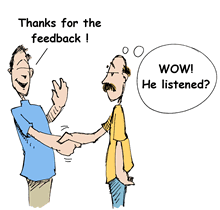 Thanks for the
feedback !
WOW!
He listened?